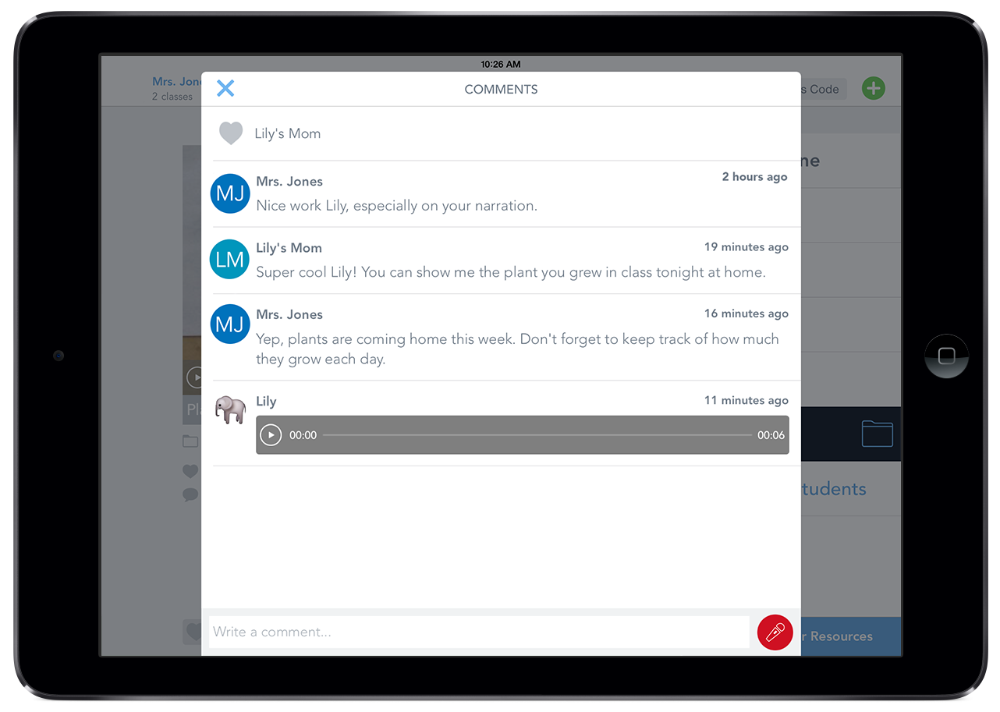 10:26 AM
Mrs. Jon
2 classes
COMMENTS
s Code
Lily's Mom
ne
MJ
Mrs. Jones
2 hours ago
Nice work Lily, especially on your narration.
LM
Lily's Mom
19 minutes ago
Super cool Lily! You can show me the plant you grew in class tonight at home.
MJ
Mrs. Jones
16 minutes ago
Yep, plants are coming home this week. Don't forget to keep track of how much
they grow each day.
Lily
11 minutes ago
Pl
00:00
00:06
tudents
Write a comment...
r Resources